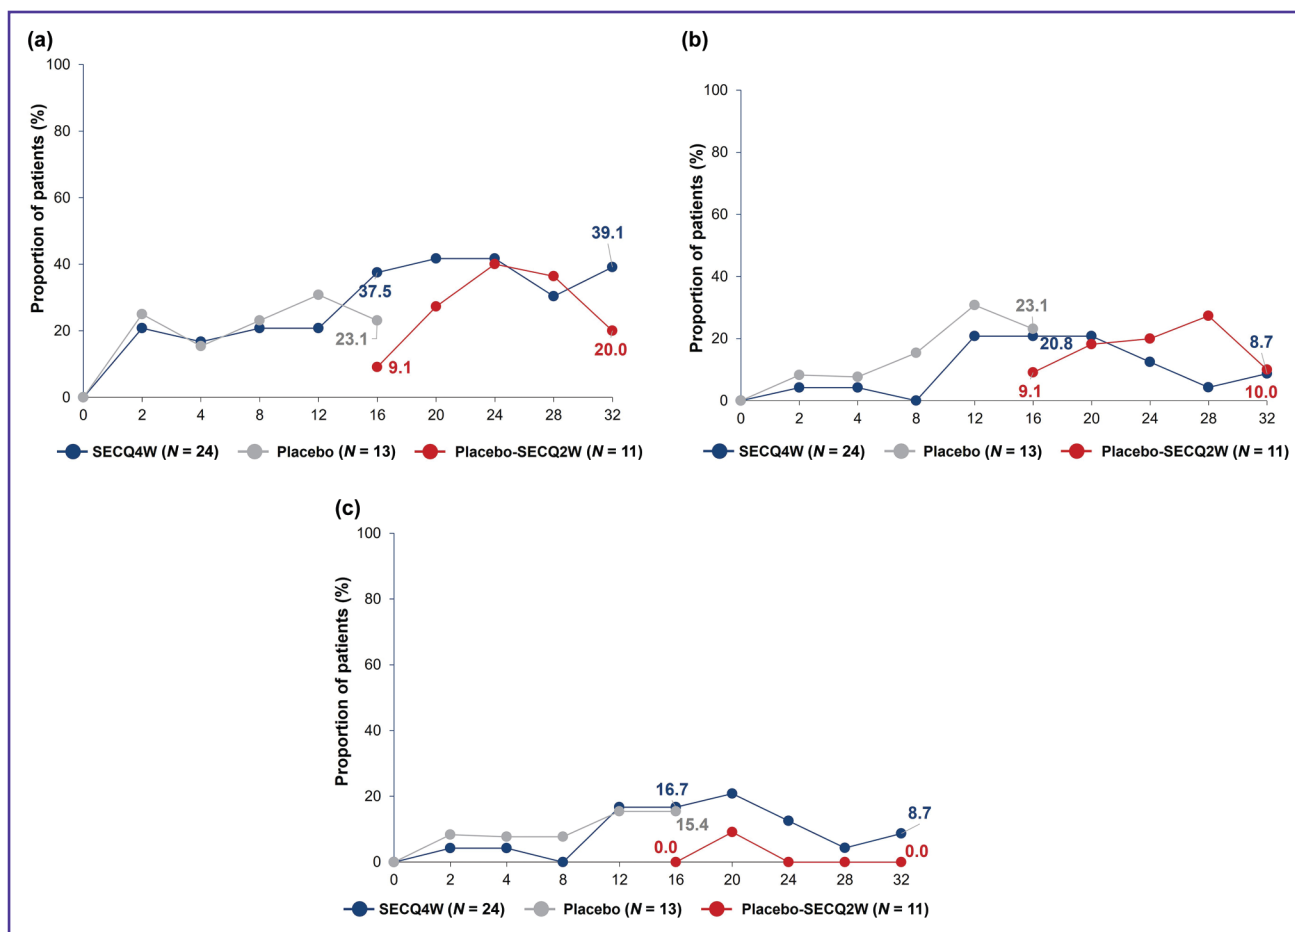 (a)
100
80
60
40
20
0
Proportion of patients (%)
39.1
37.5
23.1
9.1
20.0
0 2 4 8 12 16 20 24 28 32
SECQ4W (N = 24) Placebo (N = 13) Placebo-SECQ2W (N = 11)
(b)
100
80
60
40
20
0
Proportion of patients (%)
23.1
20.8
8.7
9.1
10.0
0 2 4 8 12 16 20 24 28 32
SECQ4W (N = 24) Placebo (N = 13) Placebo-SECQ2W (N = 11)
(c)
100
80
60
40
20
0
Proportion of patients (%)
16.7
15.4
8.7
0.0
0.0
0 2 4 8 12 16 20 24 28 32
SECQ4W (N = 24) Placebo (N = 13) Placebo-SECQ2W (N = 11)